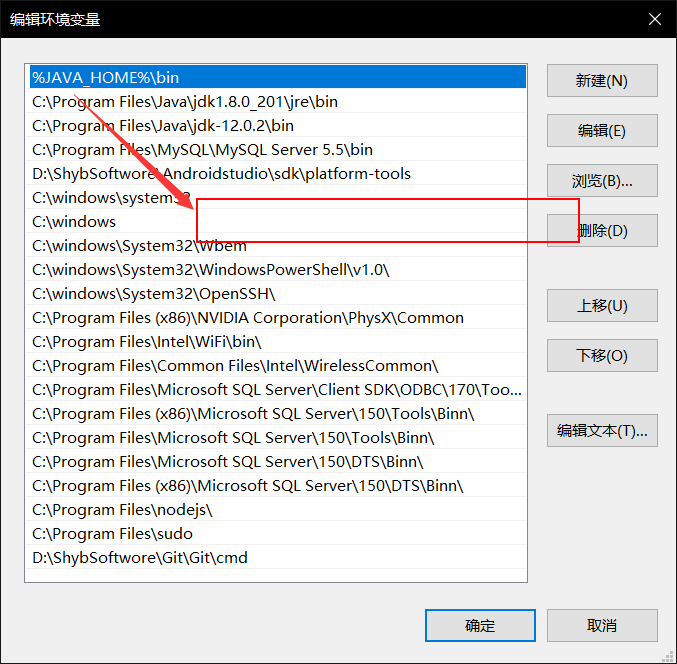 编辑环境变量
%JAVA_HOME%\bin
C:\Program Files\Java\jdk1.8.0_201\jre\bin
C:\Program Files\Java\jdk-12.0.2\bin
C:\Program Files\MySQL\MySQL Server 5.5\bin
D:\ShybSoftwore\Androidstudio\sdk\platform-tools
C:\windows\system32
C:\windows
C:\windows\System32\Wbem
C:\windows\System32\WindowsPowerShell\v1.0\
C:\windows\System32\OpenSSH\
C:\Program Files (x86)\NVIDIA Corporation\PhysX\Common
C:\Program Files\Intel\WiFi\bin\
C:\Program Files\Common Files\Intel\WirelessCommon\
C:\Program Files\Microsoft SQL Server\Client SDK\ODBC\170\Too...
C:\Program Files (x86)\Microsoft SQL Server\150\Tools\Binn\
C:\Program Files\Microsoft SQL Server\150\Tools\Binn\
C:\Program Files\Microsoft SQL Server\150\DTS\Binn\
C:\Program Files (x86)\Microsoft SQL Server\150\DTS\Binn\
C:\Program Files\nodejs\
C:\Program Files\sudo
D:\ShybSoftwore\Git\Git\cmd
新建(N)
编辑(E)
浏览(B)...
删除(D)
上移(U)
下移(O)
编辑文本(T)...
确定
取消